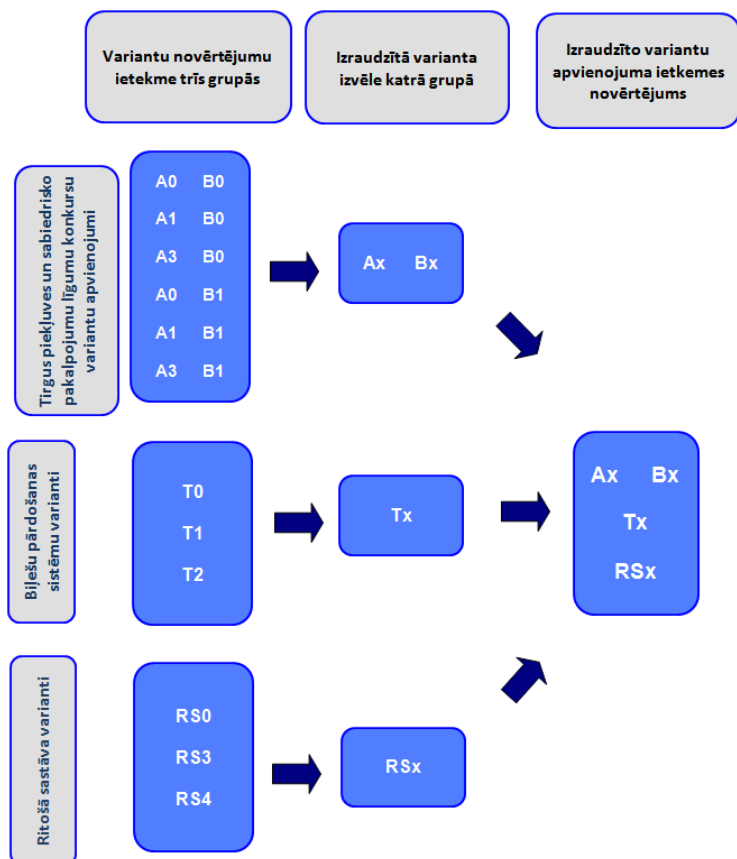 Variantu novērtējumu
ietekme trīs grupās
Izraudzītā varianta
izvēle katrā grupā
Izraudzīto variantu
apvienojuma ietkemes
novērtējums
Tirgus piekļuves un sabiedrisko
pakalpojumu līgumu konkursu
variantu apvienojumi
A0 B0
A1 B0
A3 B0
A0 B1
A1 B1
A3 B1
Ax Bx
Biļešu pārdošanas
sistēmu varianti
T0
T1
T2
Tx
Ax Bx
Tx
RSx
Ritošā sastāva varianti
RS0
RS3
RS4
RSx